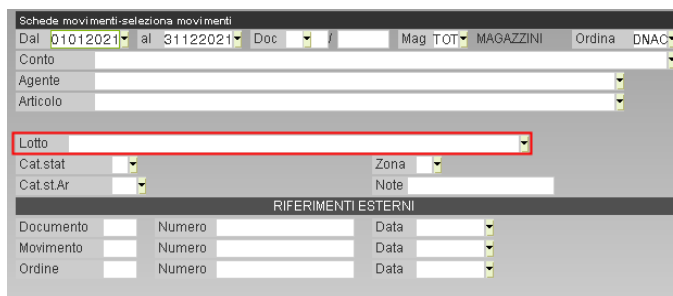 Schede movimenti-seleziona movimenti
Dal 01012021 al 31122021 Doc / Mag TOT MAGAZZINI Ordina DNAC
Conto
Agente
Articolo
Lotto
Cat.stat Zona
Cat.st.Ar Note
RIFERIMENTI ESTERNI
Documento Numero Data
Movimento Numero Data
Ordine Numero Data